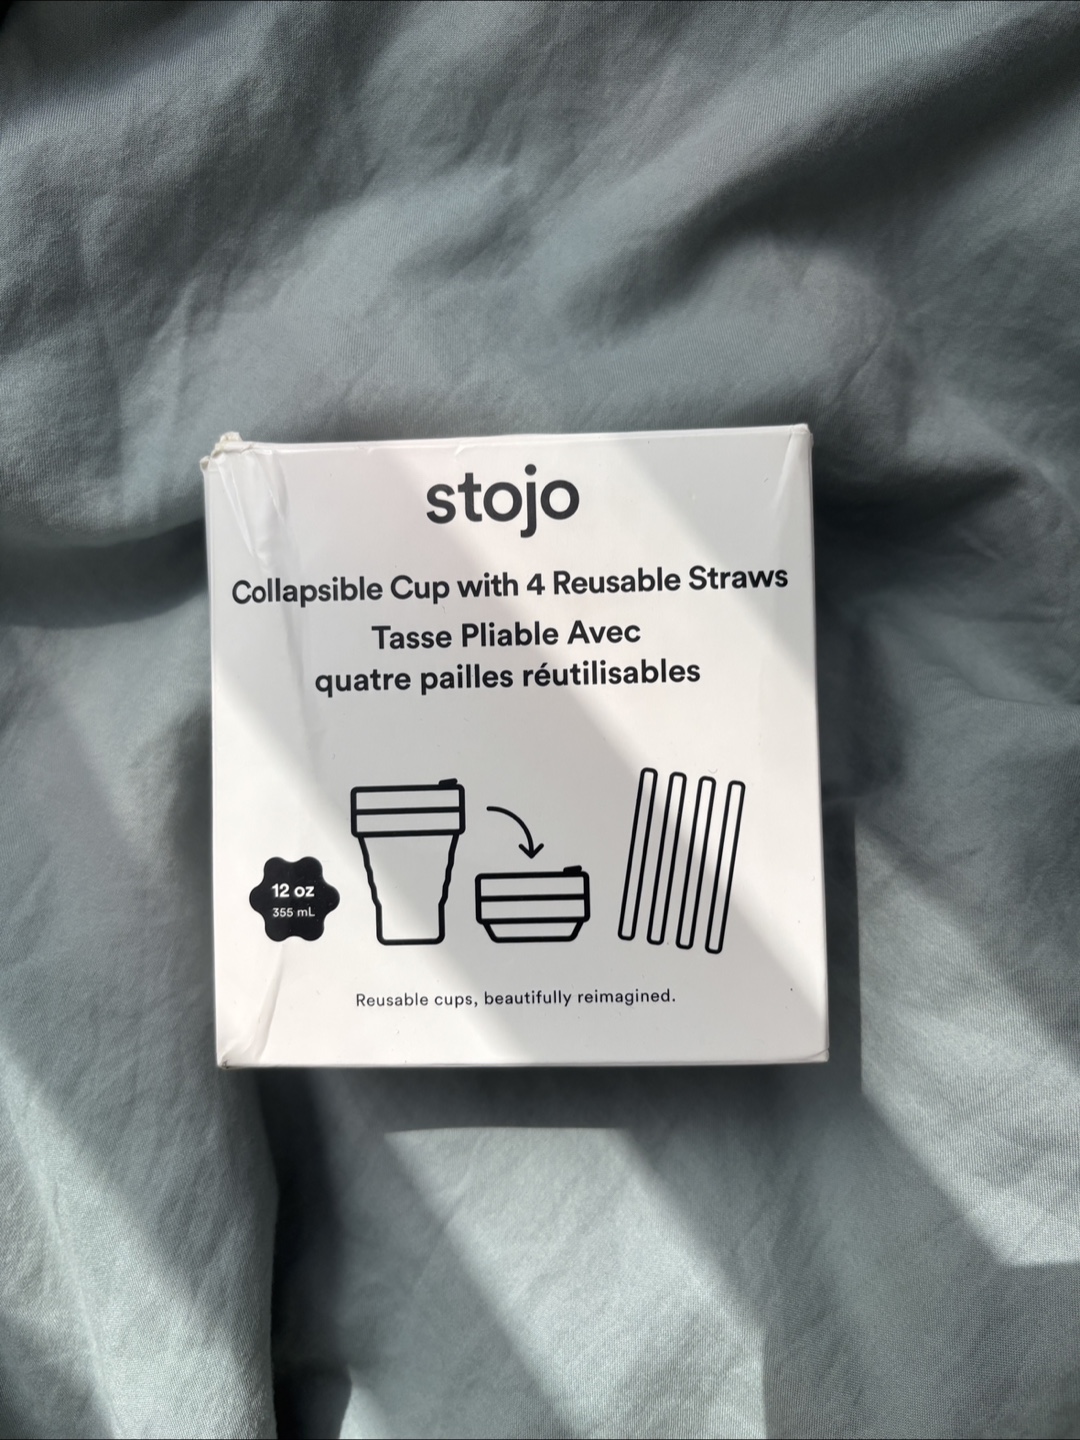 stojo
Collapsible Cup with 4 Reusable Straws
Tasse Pliable Avec
quatre pailles réutilisables
12 oz
355 mL
Reusable cups, beautifully reimagined.